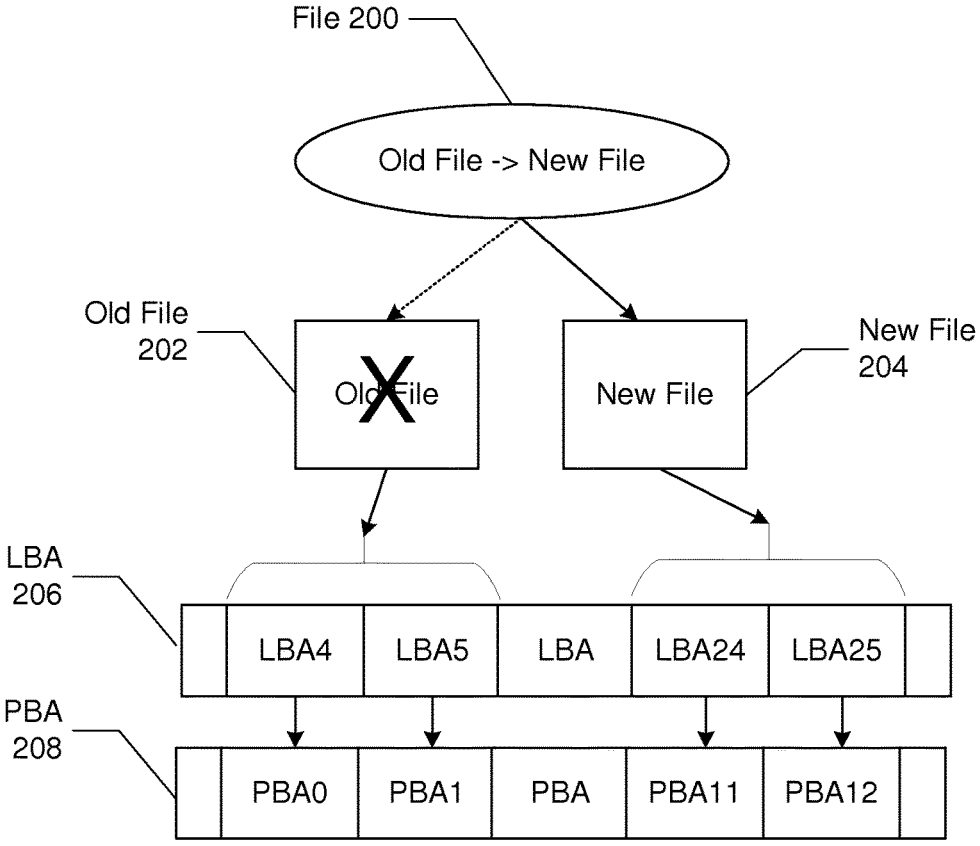 File 200
Old File -> New File
Old File
202
New File
204
Old File
X
New File
LBA
206
LBA4 LBA5 LBA LBA24 LBA25
PBA
208
PBA0 PBA1 PBA PBA11 PBA12